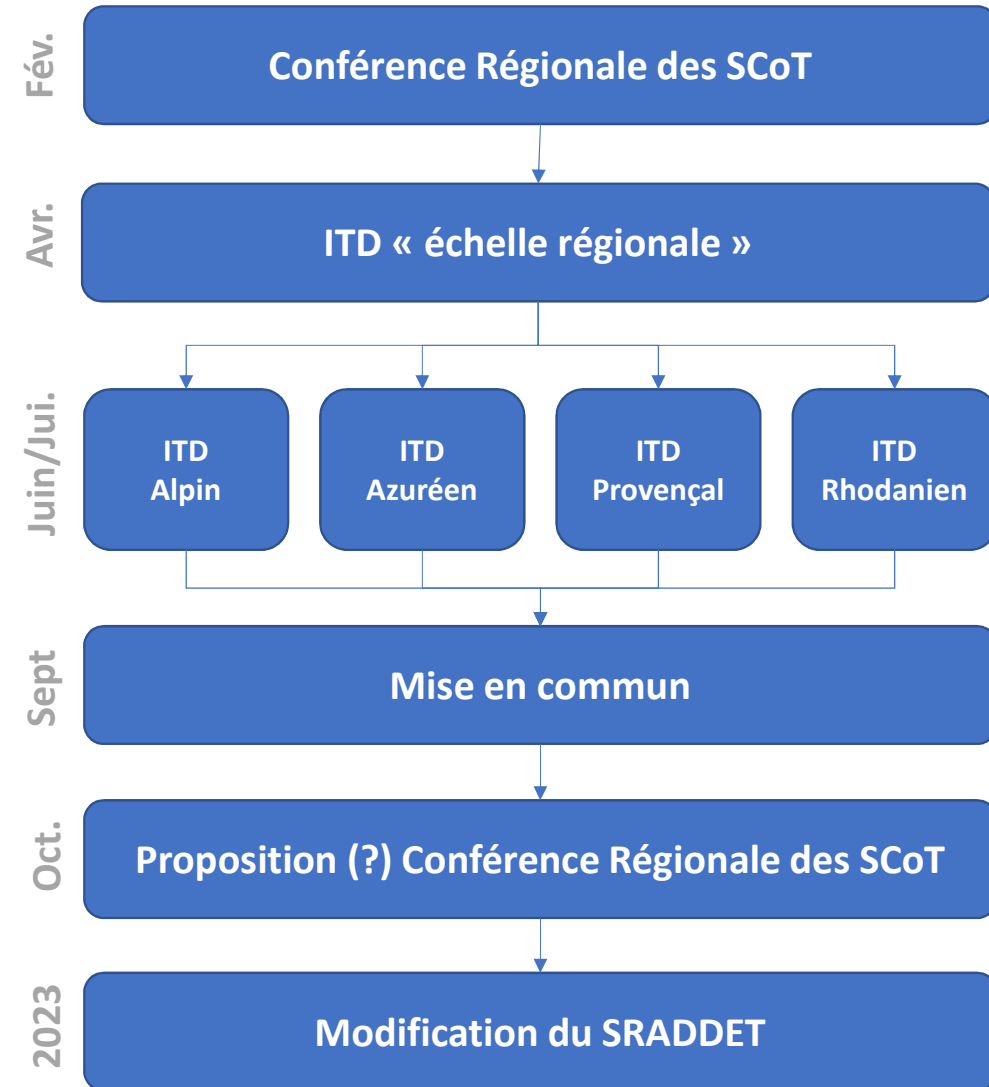 Fév.
Conférence Régionale des SCoT
Avr.
ITD « échelle régionale »
Juin/Jui.
ITD
Alpin
ITD
Azuréen
ITD
Provençal
ITD
Rhodanien
Sept
Mise en commun
Oct.
Proposition (?) Conférence Régionale des SCoT
2023
Modification du SRADDET